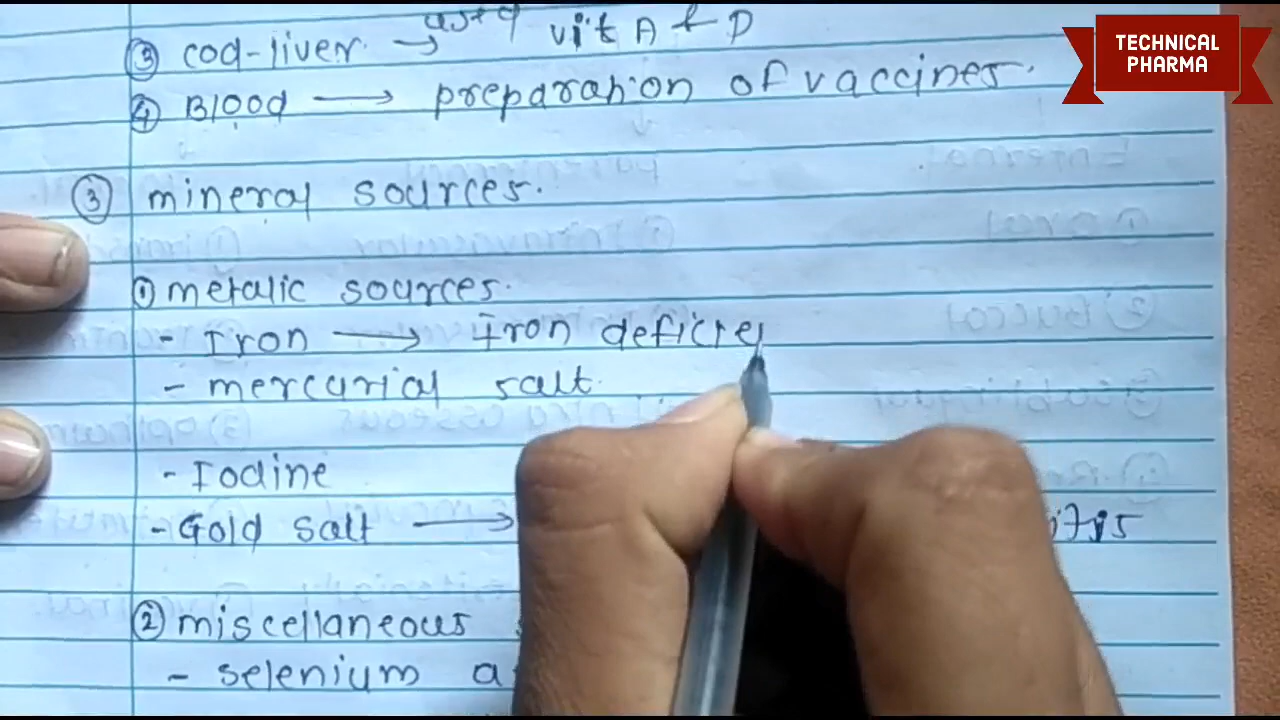 ③ cod-liver → vit A & D
TECHNICAL
PHARMA
④ Blood → preparation of vaccines.
③ mineral sources.
① metalic sources.
- Iron → Iron deficie
- mercurial salt.
- Iodine
- Gold salt → itis
② miscellaneous
- selenium a